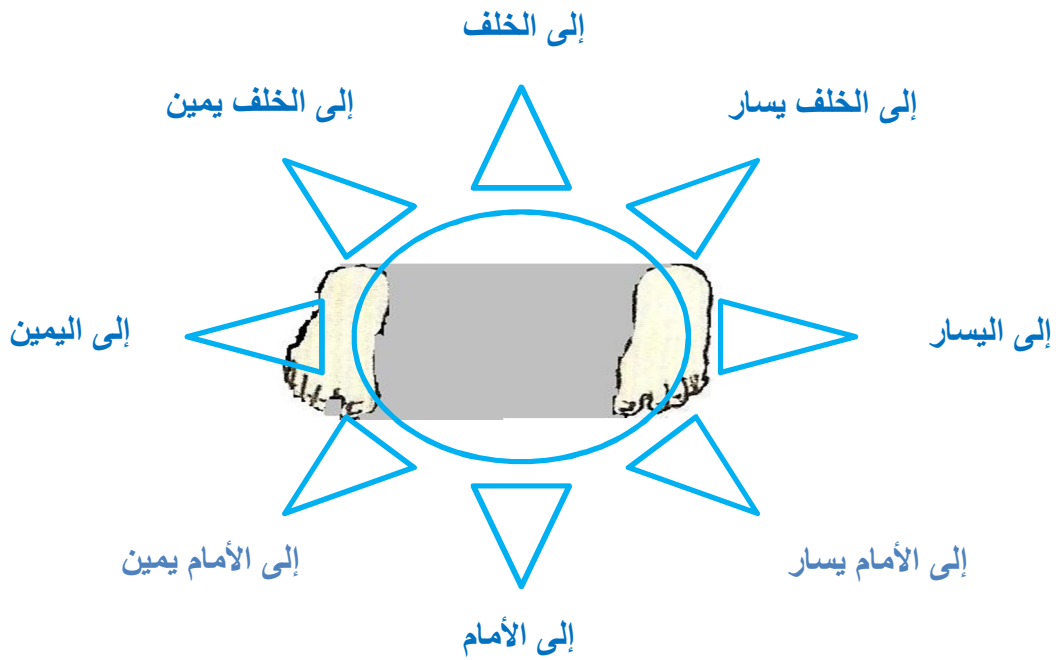 إلى الخلف
إلى الخلف يسار
إلى الخلف يمين
إلى اليسار
إلى اليمين
إلى الأمام يسار
إلى الأمام يمين
إلى الأمام